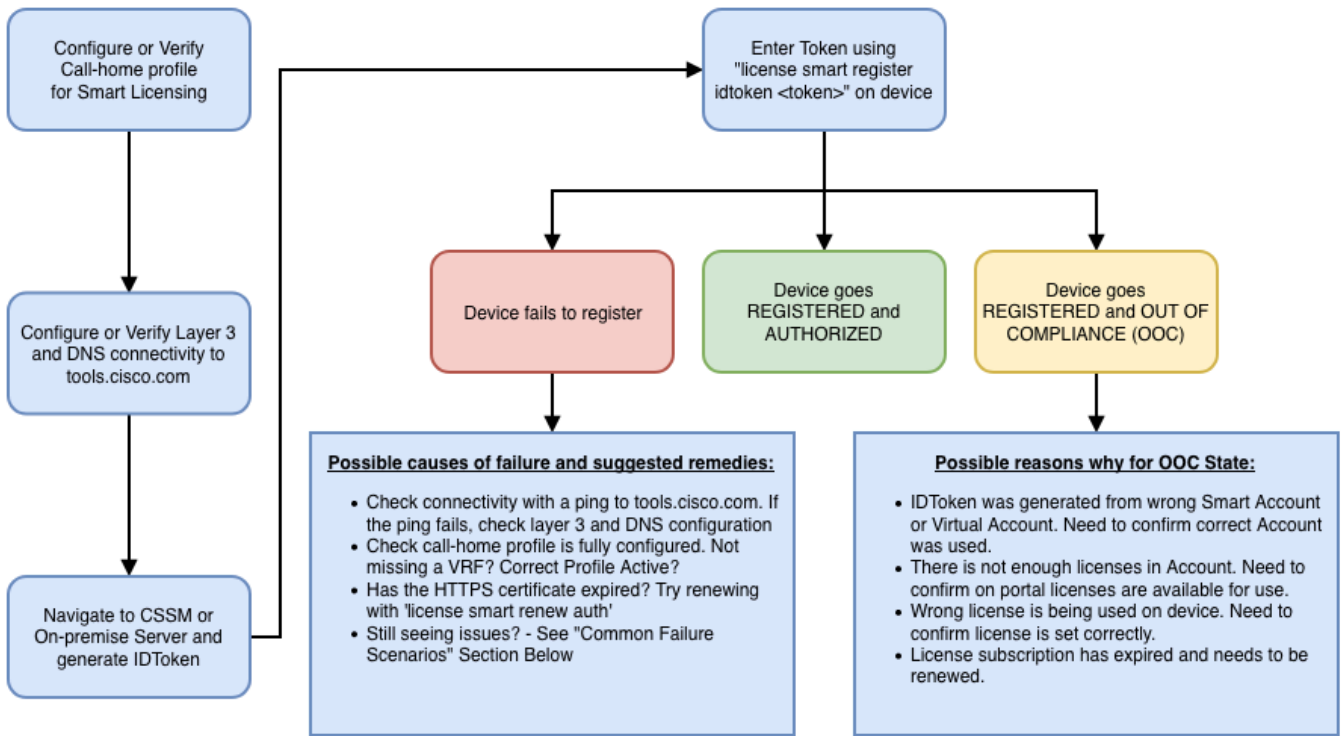 Configure or Verify
Call-home profile
for Smart Licensing
Configure or Verify Layer 3
and DNS connectivity to
tools.cisco.com
Navigate to CSSM or
On-premise Server and
generate IDToken
Enter Token using
"license smart register
idtoken <token>" on device
Device fails to register
Device goes
REGISTERED and
AUTHORIZED
Device goes
REGISTERED and OUT OF
COMPLIANCE (OOC)
Possible causes of failure and suggested remedies:
• Check connectivity with a ping to tools.cisco.com. If
the ping fails, check layer 3 and DNS configuration
• Check call-home profile is fully configured. Not
missing a VRF? Correct Profile Active?
• Has the HTTPS certificate expired? Try renewing
with 'license smart renew auth'
• Still seeing issues? - See "Common Failure
Scenarios" Section Below
Possible reasons why for OOC State:
• IDToken was generated from wrong Smart Account
or Virtual Account. Need to confirm correct Account
was used.
• There is not enough licenses in Account. Need to
confirm on portal licenses are available for use.
• Wrong license is being used on device. Need to
confirm license is set correctly.
• License subscription has expired and needs to be
renewed.